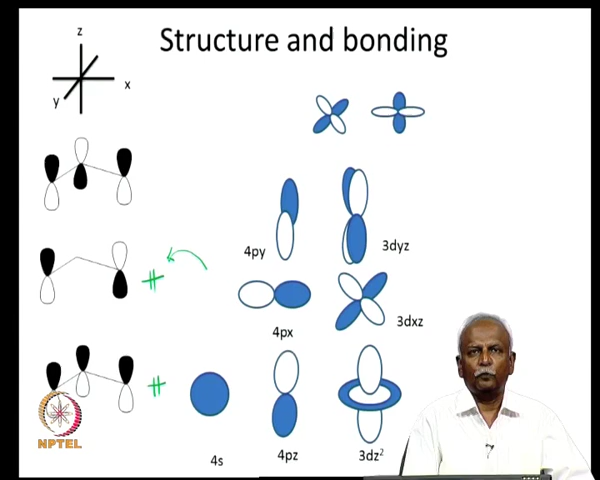 Structure and bonding
z
x
y
4py
3dyz
4px
3dxz
4s
4pz
3dz²
NPTEL